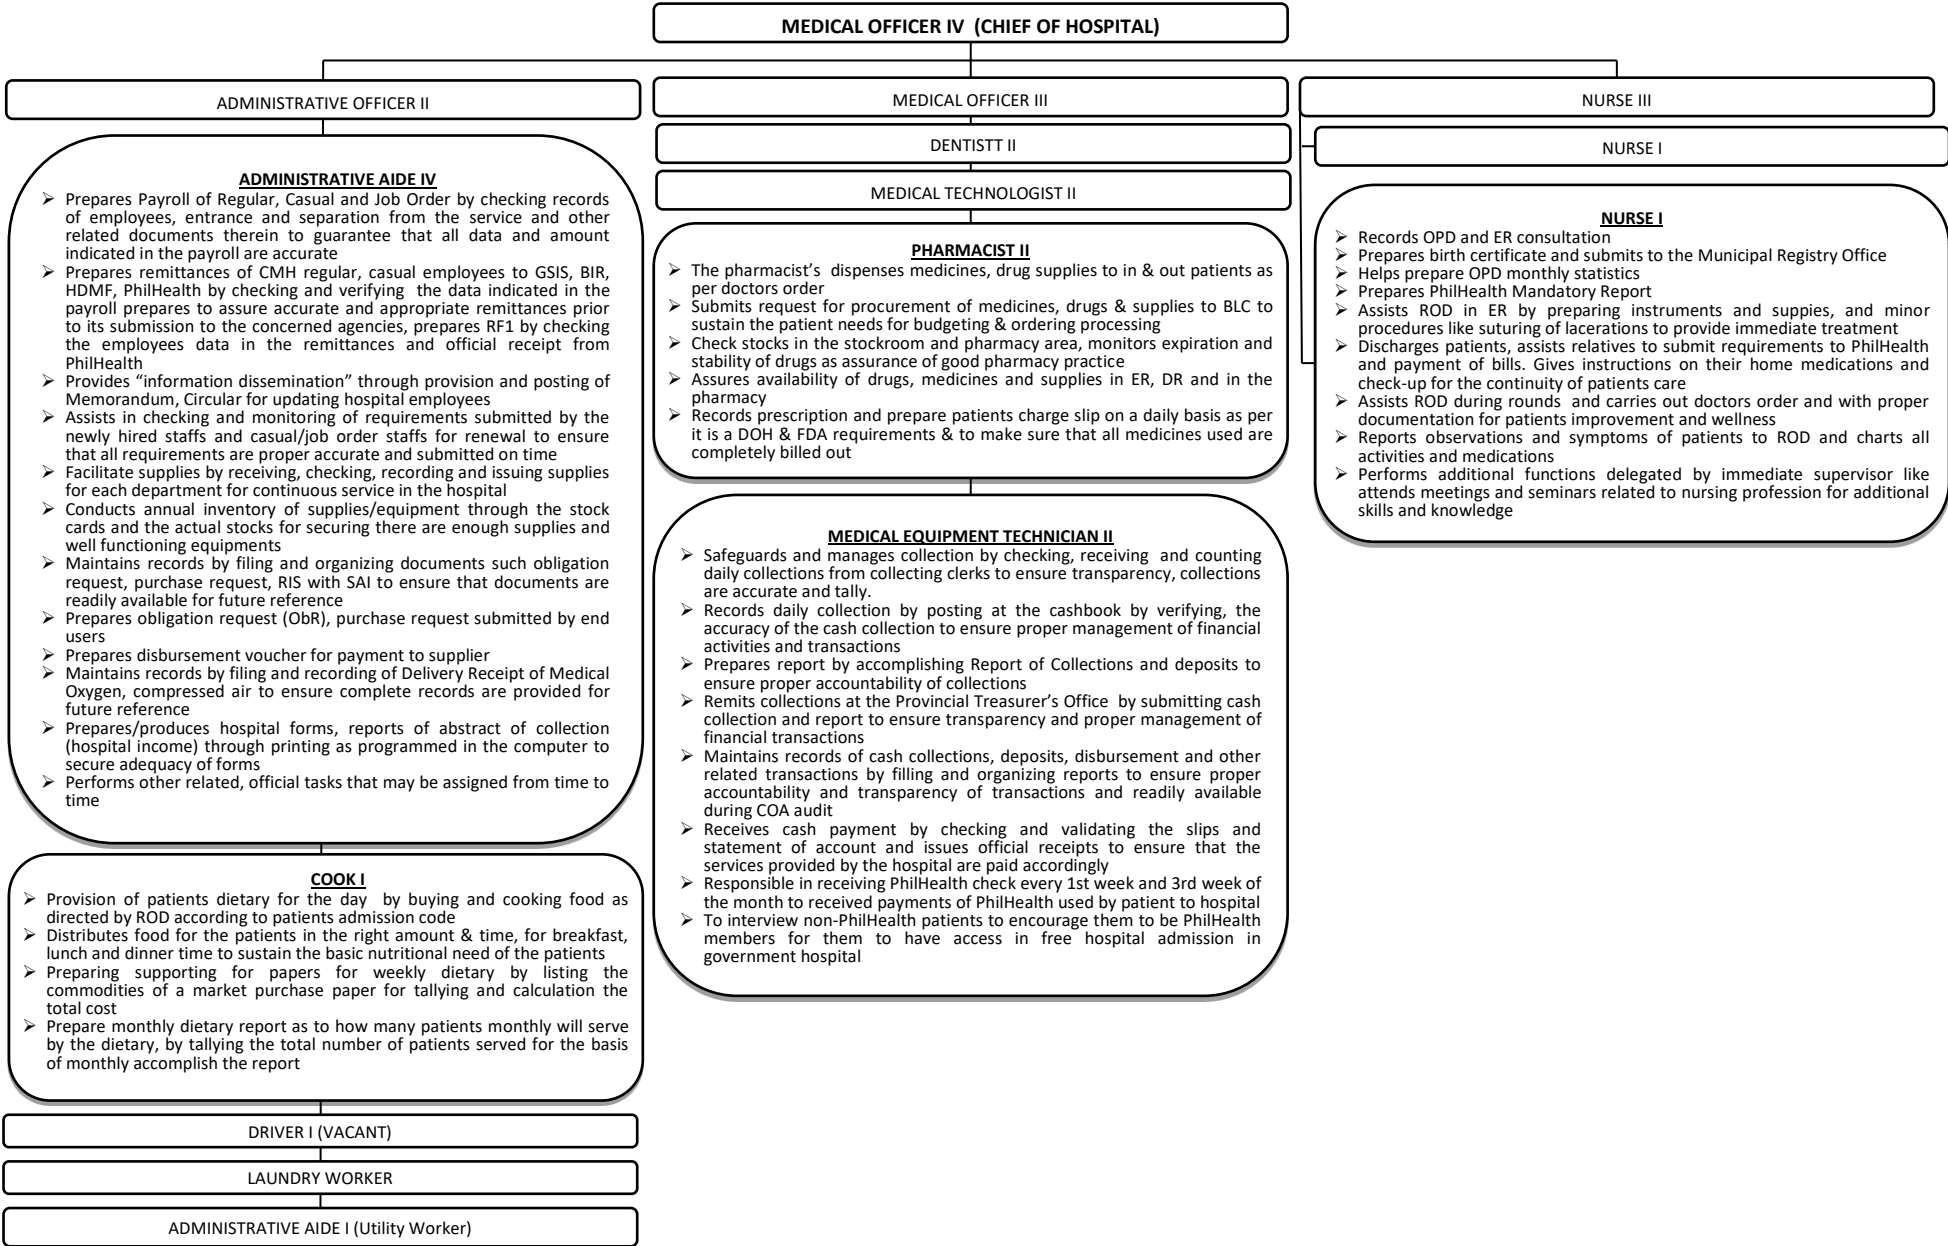 MEDICAL OFFICER IV (CHIEF OF HOSPITAL)
ADMINISTRATIVE OFFICER II
ADMINISTRATIVE AIDE IV
➢ Prepares Payroll of Regular, Casual and Job Order by checking records
of employees, entrance and separation from the service and other
related documents therein to guarantee that all data and amount
indicated in the payroll are accurate
➢ Prepares remittances of CMH regular, casual employees to GSIS, BIR,
HDMF, PhilHealth by checking and verifying the data indicated in the
payroll prepares to assure accurate and appropriate remittances prior
to its submission to the concerned agencies, prepares RF1 by checking
the employees data in the remittances and official receipt from
PhilHealth
➢ Provides “information dissemination” through provision and posting of
Memorandum, Circular for updating hospital employees
➢ Assists in checking and monitoring of requirements submitted by the
newly hired staffs and casual/job order staffs for renewal to ensure
that all requirements are proper accurate and submitted on time
➢ Facilitate supplies by receiving, checking, recording and issuing supplies
for each department for continuous service in the hospital
➢ Conducts annual inventory of supplies/equipment through the stock
cards and the actual stocks for securing there are enough supplies and
well functioning equipments
➢ Maintains records by filing and organizing documents such obligation
request, purchase request, RIS with SAI to ensure that documents are
readily available for future reference
➢ Prepares obligation request (ObR), purchase request submitted by end
users
➢ Prepares disbursement voucher for payment to supplier
➢ Maintains records by filing and recording of Delivery Receipt of Medical
Oxygen, compressed air to ensure complete records are provided for
future reference
➢ Prepares/produces hospital forms, reports of abstract of collection
(hospital income) through printing as programmed in the computer to
secure adequacy of forms
➢ Performs other related, official tasks that may be assigned from time to
time
COOK I
➢ Provision of patients dietary for the day by buying and cooking food as
directed by ROD according to patients admission code
➢ Distributes food for the patients in the right amount & time, for breakfast,
lunch and dinner time to sustain the basic nutritional need of the patients
➢ Preparing supporting for papers for weekly dietary by listing the
commodities of a market purchase paper for tallying and calculation the
total cost
➢ Prepare monthly dietary report as to how many patients monthly will serve
by the dietary, by tallying the total number of patients served for the basis
of monthly accomplish the report
DRIVER I (VACANT)
LAUNDRY WORKER
ADMINISTRATIVE AIDE I (Utility Worker)
MEDICAL OFFICER III
DENTISTT II
MEDICAL TECHNOLOGIST II
PHARMACIST II
➢ The pharmacist's dispenses medicines, drug supplies to in & out patients as
per doctors order
➢ Submits request for procurement of medicines, drugs & supplies to BLC to
sustain the patient needs for budgeting & ordering processing
➢ Check stocks in the stockroom and pharmacy area, monitors expiration and
stability of drugs as assurance of good pharmacy practice
➢ Assures availability of drugs, medicines and supplies in ER, DR and in the
pharmacy
➢ Records prescription and prepare patients charge slip on a daily basis as per
it is a DOH & FDA requirements & to make sure that all medicines used are
completely billed out
MEDICAL EQUIPMENT TECHNICIAN II
➢ Safeguards and manages collection by checking, receiving and counting
daily collections from collecting clerks to ensure transparency, collections
are accurate and tally.
➢ Records daily collection by posting at the cashbook by verifying, the
accuracy of the cash collection to ensure proper management of financial
activities and transactions
➢ Prepares report by accomplishing Report of Collections and deposits to
ensure proper accountability of collections
➢ Remits collections at the Provincial Treasurer's Office by submitting cash
collection and report to ensure transparency and proper management of
financial transactions
➢ Maintains records of cash collections, deposits, disbursement and other
related transactions by filling and organizing reports to ensure proper
accountability and transparency of transactions and readily available
during COA audit
➢ Receives cash payment by checking and validating the slips and
statement of account and issues official receipts to ensure that the
services provided by the hospital are paid accordingly
➢ Responsible in receiving PhilHealth check every 1st week and 3rd week of
the month to received payments of PhilHealth used by patient to hospital
➢ To interview non-PhilHealth patients to encourage them to be PhilHealth
members for them to have access in free hospital admission in
government hospital
NURSE III
NURSE I
NURSE I
➢ Records OPD and ER consultation
➢ Prepares birth certificate and submits to the Municipal Registry Office
➢ Helps prepare OPD monthly statistics
➢ Prepares PhilHealth Mandatory Report
➢ Assists ROD in ER by preparing instruments and suppies, and minor
procedures like suturing of lacerations to provide immediate treatment
➢ Discharges patients, assists relatives to submit requirements to PhilHealth
and payment of bills. Gives instructions on their home medications and
check-up for the continuity of patients care
➢ Assists ROD during rounds and carries out doctors order and with proper
documentation for patients improvement and wellness
➢ Reports observations and symptoms of patients to ROD and charts all
activities and medications
➢ Performs additional functions delegated by immediate supervisor like
attends meetings and seminars related to nursing profession for additional
skills and knowledge